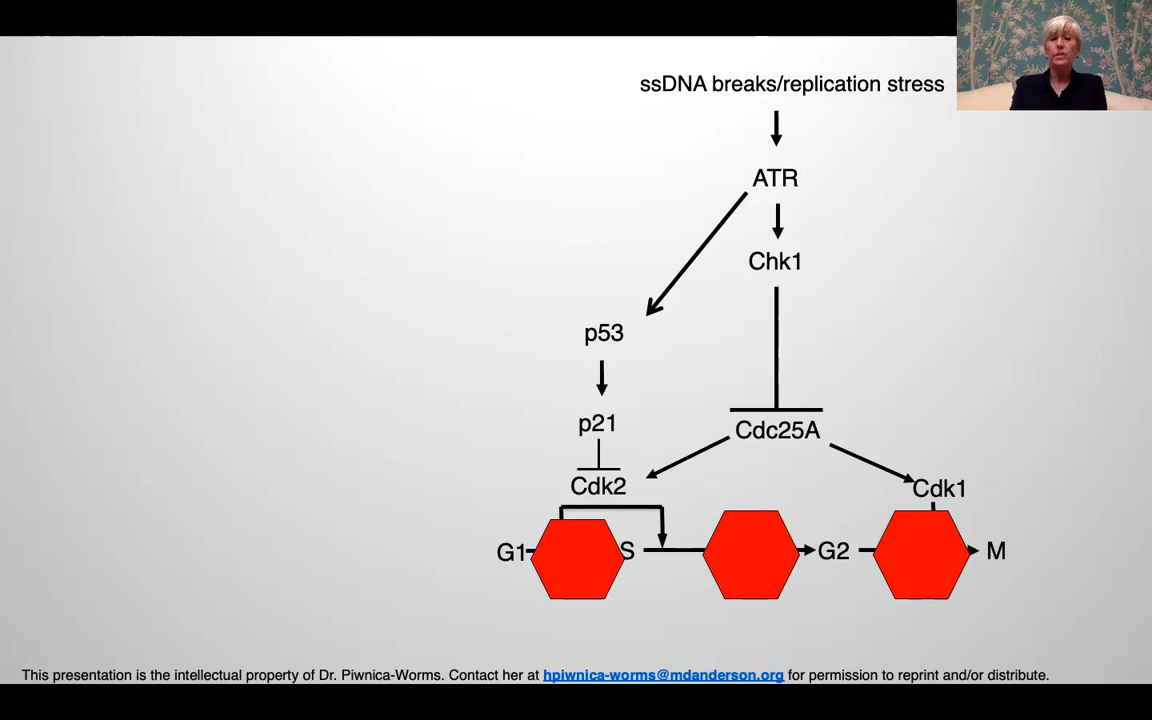 ssDNA breaks/replication stress
ATR
Chk1
p53
p21
Cdc25A
Cdk2
Cdk1
G1 S G2 M
This presentation is the intellectual property of Dr. Piwnica-Worms. Contact her at hpiwnica-worms@mdanderson.org for permission to reprint and/or distribute.